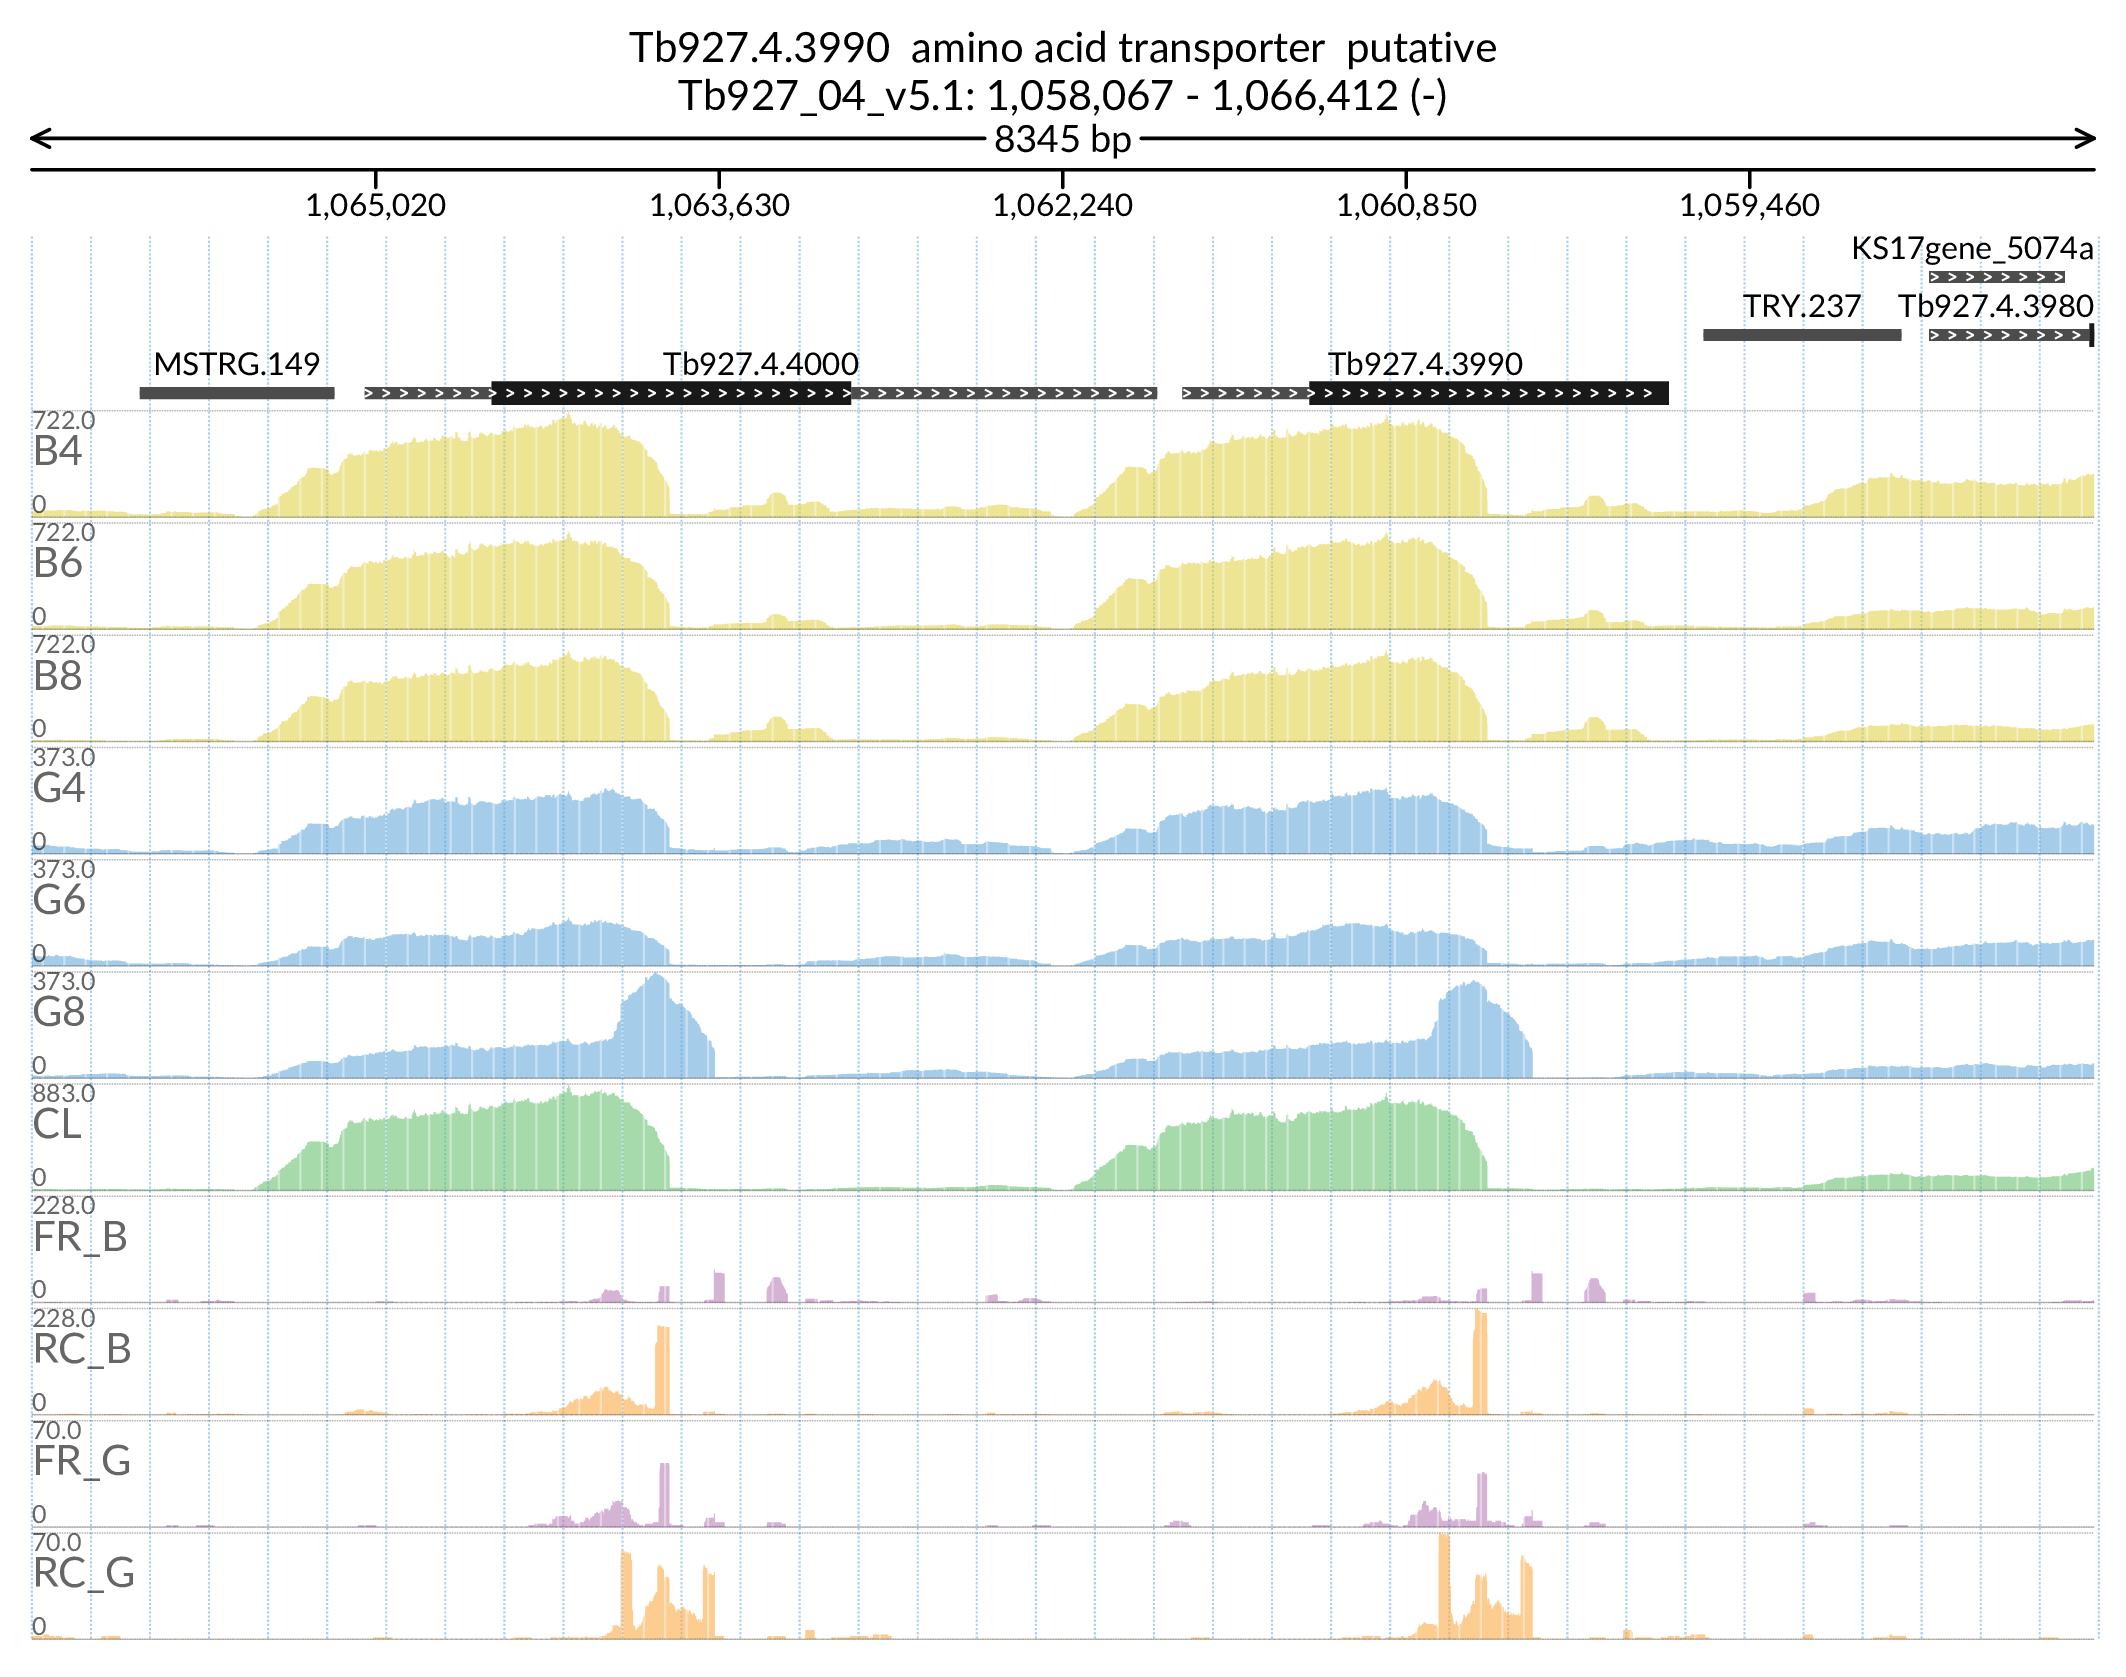 Tb927.4.3990 amino acid transporter putative
Tb927_04_v5.1: 1,058,067 - 1,066,412 (-)
8345 bp
1,065,020 1,063,630 1,062,240 1,060,850 1,059,460
KS17gene_5074a
TRY.237 Tb927.4.3980
MSTRG.149 Tb927.4.4000 Tb927.4.3990
722.0
B4
0
722.0
B6
0
722.0
B8
0
373.0
G4
0
373.0
G6
0
373.0
G8
0
883.0
CL
0
228.0
FR_B
0
228.0
RC_B
0
70.0
FR_G
0
70.0
RC_G
0